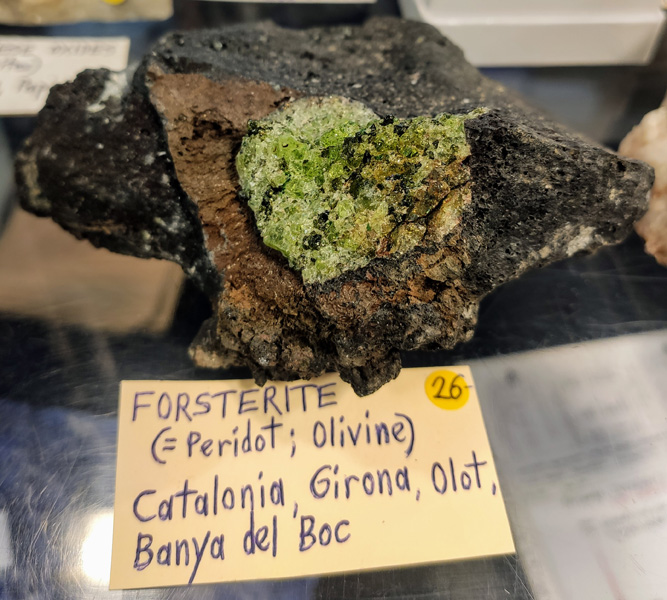 FORSTERITE
26-
(= Peridot; Olivine)
Catalonia, Girona, Olot,
Banya del Boc